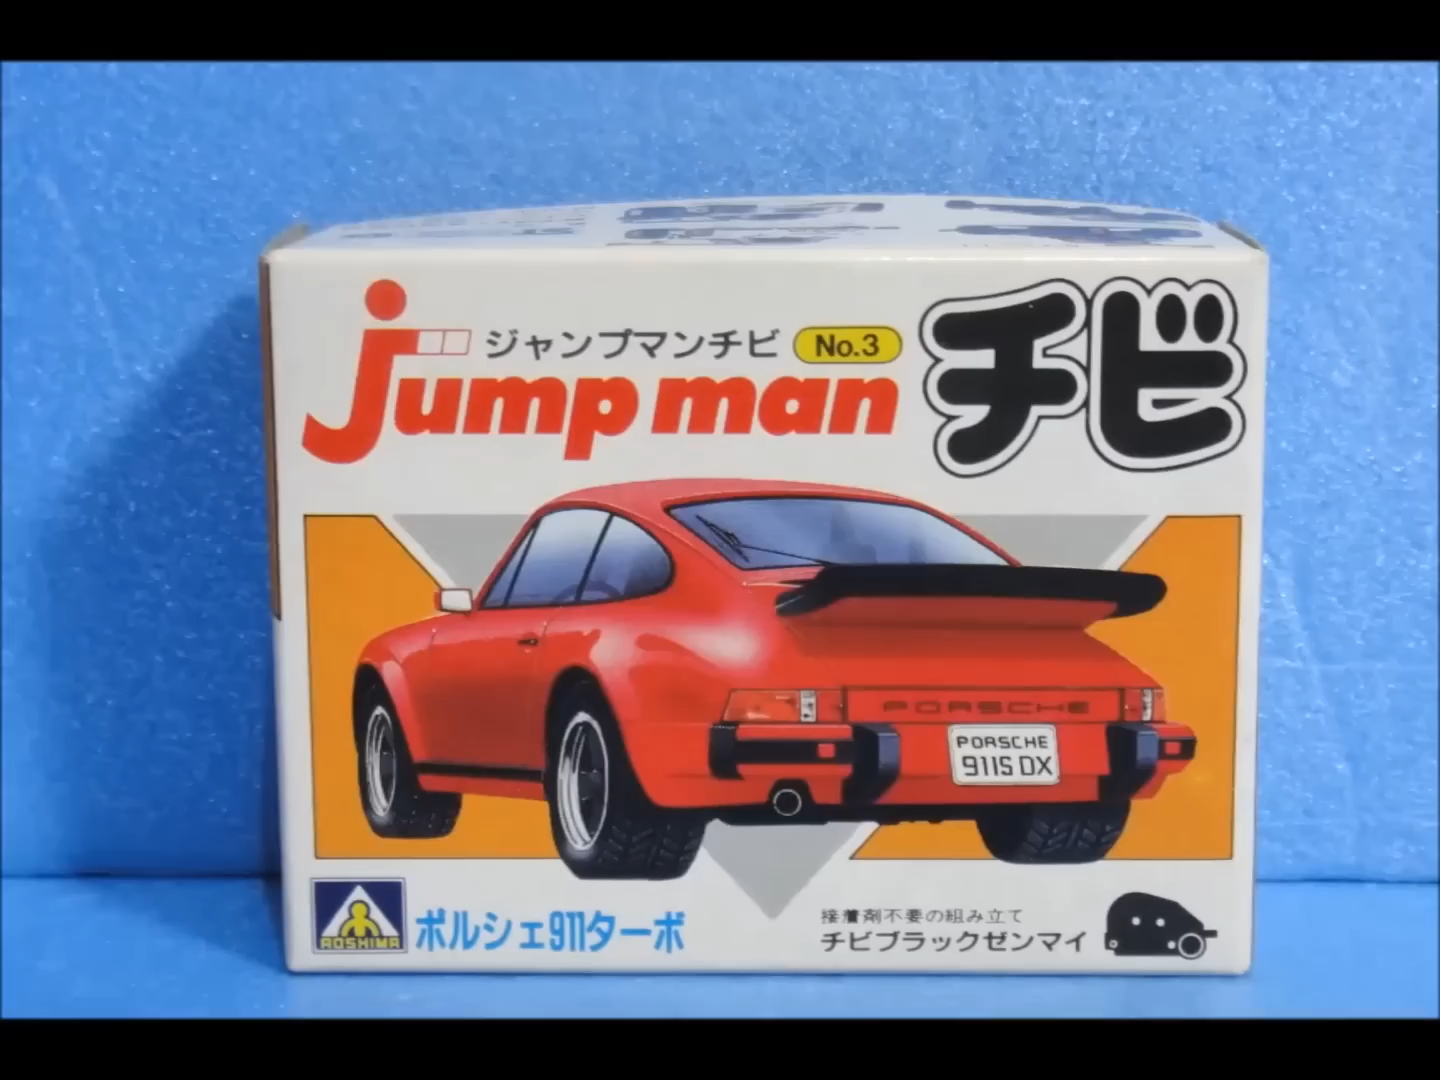 ジャンプマンチビ No.3
jump man チビ
PORSCHE
PORSCHE
911S DX
AOSHIMA
ポルシェ911ターボ
接着剤不要の組み立て
チビブラックゼンマイ